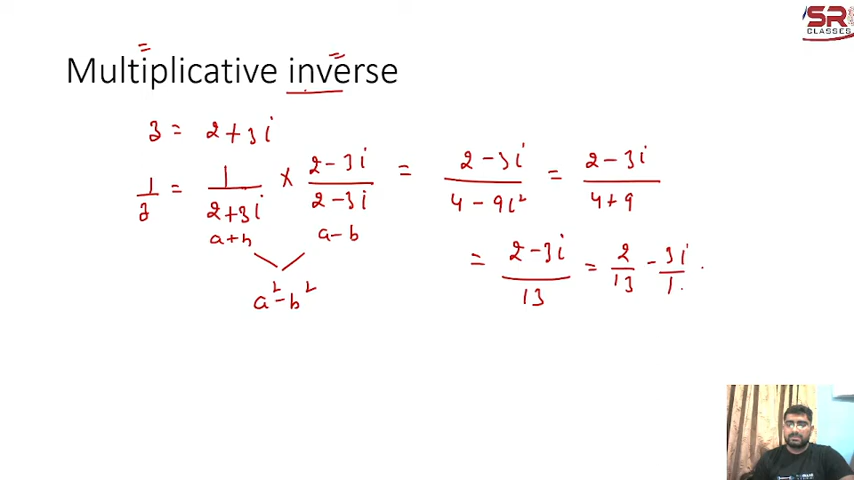 SR
CLASSES
Multiplicative inverse
z = 2+3i
1/z = 1/(2+3i) × (2-3i)/(2-3i) = (2-3i)/(4-9i²) = (2-3i)/(4+9)
a+b a-b
a²-b²
= (2-3i)/13 = 2/13 - 3i/1